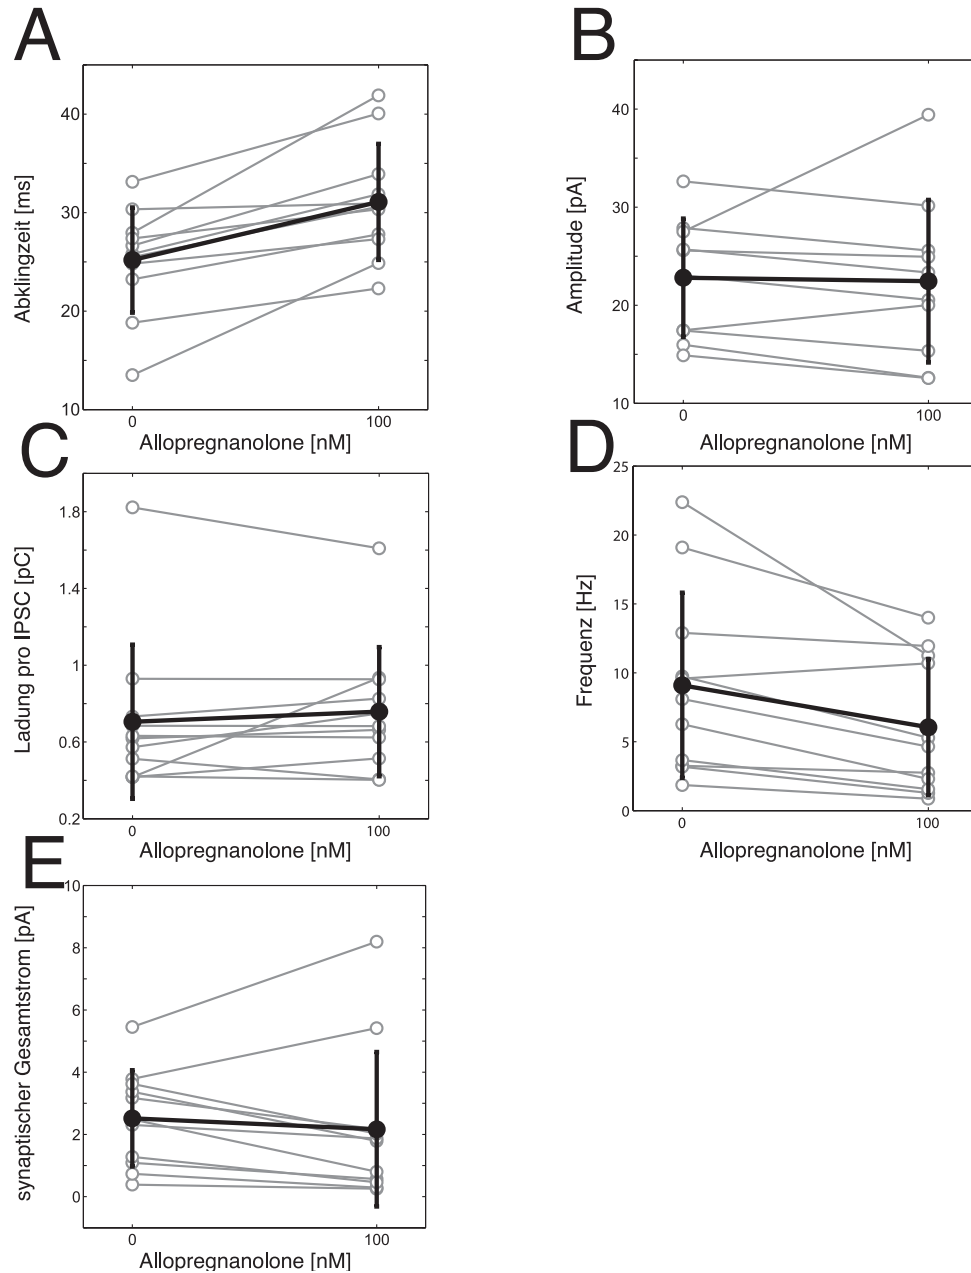 A
Abklingzeit [ms]
40
30
20
10
0
100
Allopregnanolone [nM]
B
Amplitude [pA]
40
30
20
10
0
100
Allopregnanolone [nM]
C
Ladung pro IPSC [pC]
1.8
1.4
1
0.6
0.2
0
100
Allopregnanolone [nM]
D
Frequenz [Hz]
25
20
15
10
5
0
0
100
Allopregnanolone [nM]
E
synaptischer Gesamtstrom [pA]
10
8
6
4
2
0
0
100
Allopregnanolone [nM]